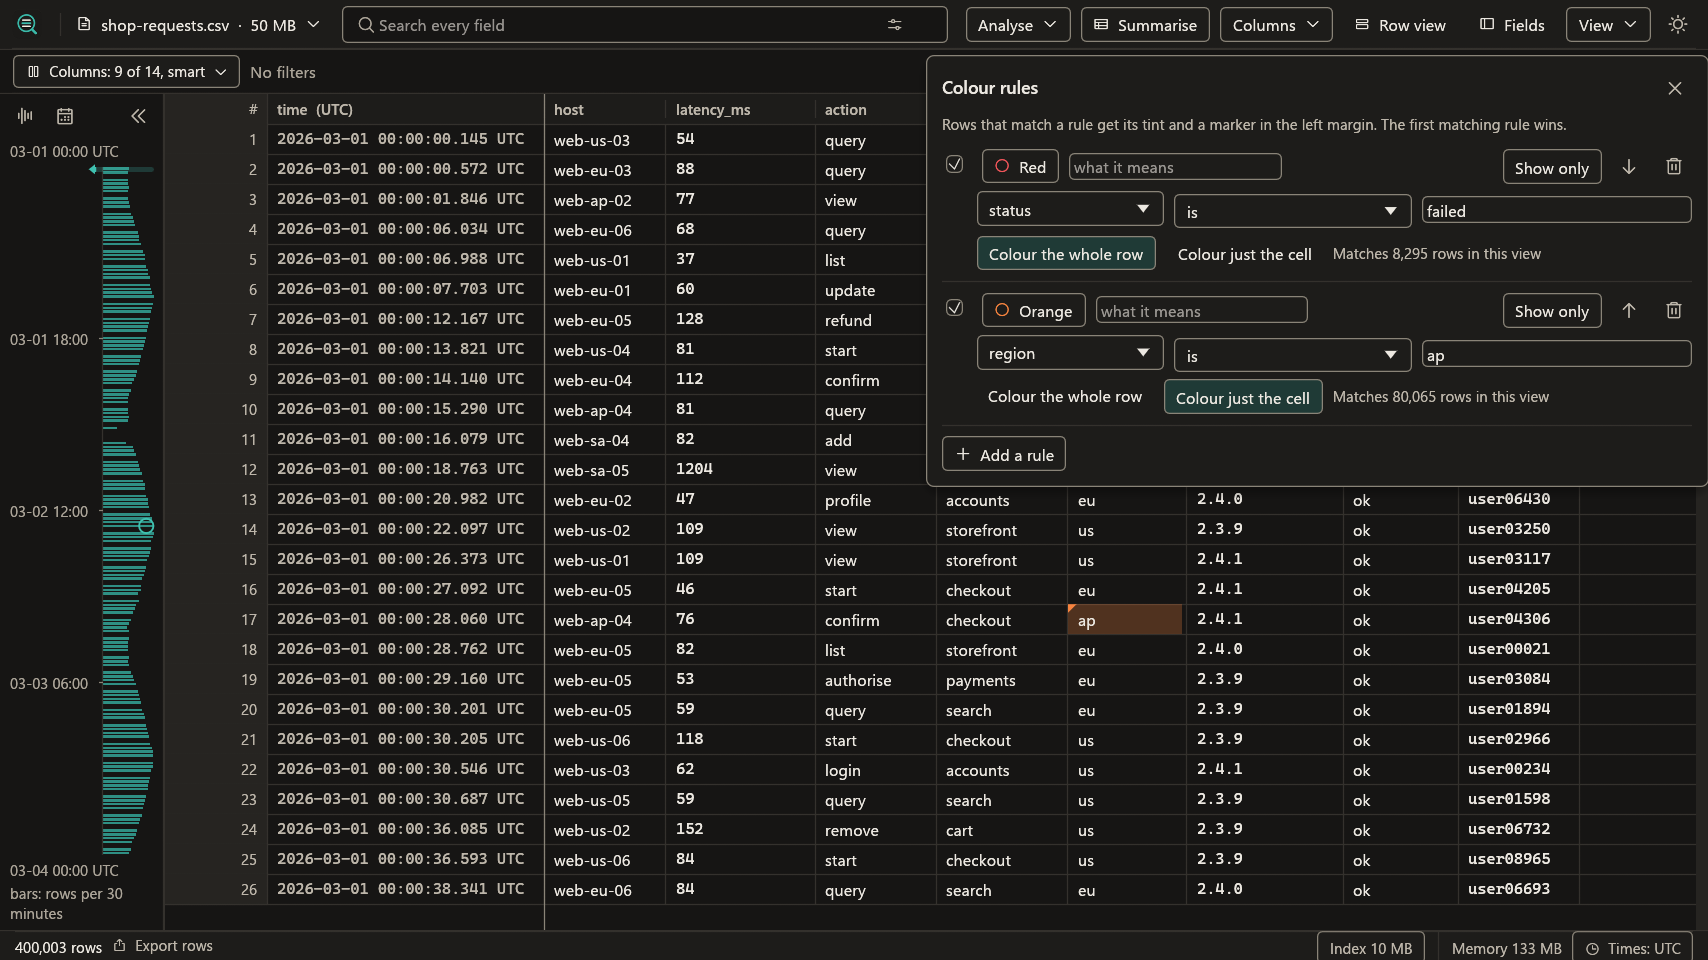 shop-requests.csv · 50 MB
Search every field
Analyse
Summarise
Columns
Row view
Fields
View
Columns: 9 of 14, smart
No filters
Colour rules
Rows that match a rule get its tint and a marker in the left margin. The first matching rule wins.
Red
what it means
Show only
status
is
failed
Colour the whole row
Colour just the cell
Matches 8,295 rows in this view
Orange
what it means
Show only
region
is
ap
Colour the whole row
Colour just the cell
Matches 80,065 rows in this view
+ Add a rule
03-01 00:00 UTC
03-01 18:00
03-02 12:00
03-03 06:00
03-04 00:00 UTC
bars: rows per 30
minutes
# time (UTC) host latency_ms action
1 2026-03-01 00:00:00.145 UTC web-us-03 54 query
2 2026-03-01 00:00:00.572 UTC web-eu-03 88 query
3 2026-03-01 00:00:01.846 UTC web-ap-02 77 view
4 2026-03-01 00:00:06.034 UTC web-eu-06 68 query
5 2026-03-01 00:00:06.988 UTC web-us-01 37 list
6 2026-03-01 00:00:07.703 UTC web-eu-01 60 update
7 2026-03-01 00:00:12.167 UTC web-eu-05 128 refund
8 2026-03-01 00:00:13.821 UTC web-us-04 81 start
9 2026-03-01 00:00:14.140 UTC web-eu-04 112 confirm
10 2026-03-01 00:00:15.290 UTC web-ap-04 81 query
11 2026-03-01 00:00:16.079 UTC web-sa-04 82 add
12 2026-03-01 00:00:18.763 UTC web-sa-05 1204 view
13 2026-03-01 00:00:20.982 UTC web-eu-02 47 profile accounts eu 2.4.0 ok user06430
14 2026-03-01 00:00:22.097 UTC web-us-02 109 view storefront us 2.3.9 ok user03250
15 2026-03-01 00:00:26.373 UTC web-us-01 109 view storefront us 2.4.1 ok user03117
16 2026-03-01 00:00:27.092 UTC web-eu-05 46 start checkout eu 2.4.1 ok user04205
17 2026-03-01 00:00:28.060 UTC web-ap-04 76 confirm checkout ap 2.4.1 ok user04306
18 2026-03-01 00:00:28.762 UTC web-eu-05 82 list storefront eu 2.4.0 ok user00021
19 2026-03-01 00:00:29.160 UTC web-eu-05 53 authorise payments eu 2.3.9 ok user03084
20 2026-03-01 00:00:30.201 UTC web-eu-05 59 query search eu 2.3.9 ok user01894
21 2026-03-01 00:00:30.205 UTC web-us-06 118 start checkout us 2.3.9 ok user02966
22 2026-03-01 00:00:30.546 UTC web-us-03 62 login accounts us 2.4.1 ok user00234
23 2026-03-01 00:00:30.687 UTC web-us-05 59 query search us 2.3.9 ok user01598
24 2026-03-01 00:00:36.085 UTC web-us-02 152 remove cart us 2.3.9 ok user06732
25 2026-03-01 00:00:36.593 UTC web-us-06 84 start checkout us 2.3.9 ok user08965
26 2026-03-01 00:00:38.341 UTC web-eu-06 84 query search eu 2.4.0 ok user06693
400,003 rows
Export rows
Index 10 MB
Memory 133 MB
Times: UTC